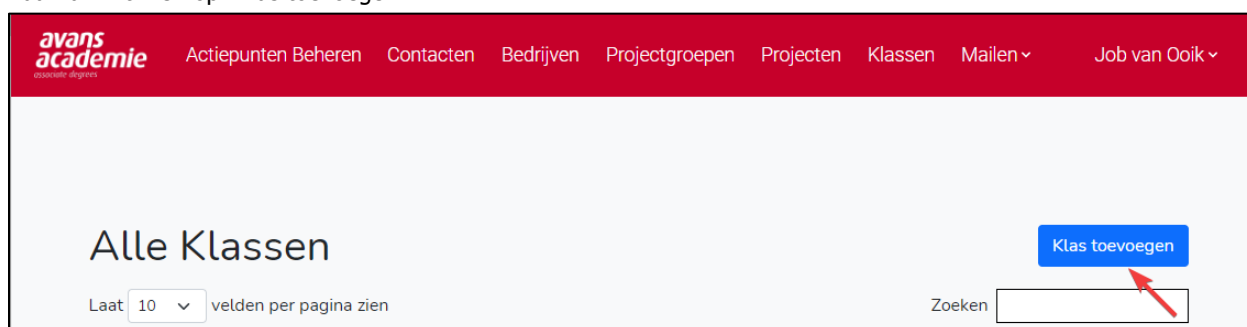 avans
academie
associate degrees
Actiepunten Beheren Contacten Bedrijven Projectgroepen Projecten Klassen Mailen Job van Ooik
Alle Klassen
Klas toevoegen
Laat 10 velden per pagina zien
Zoeken